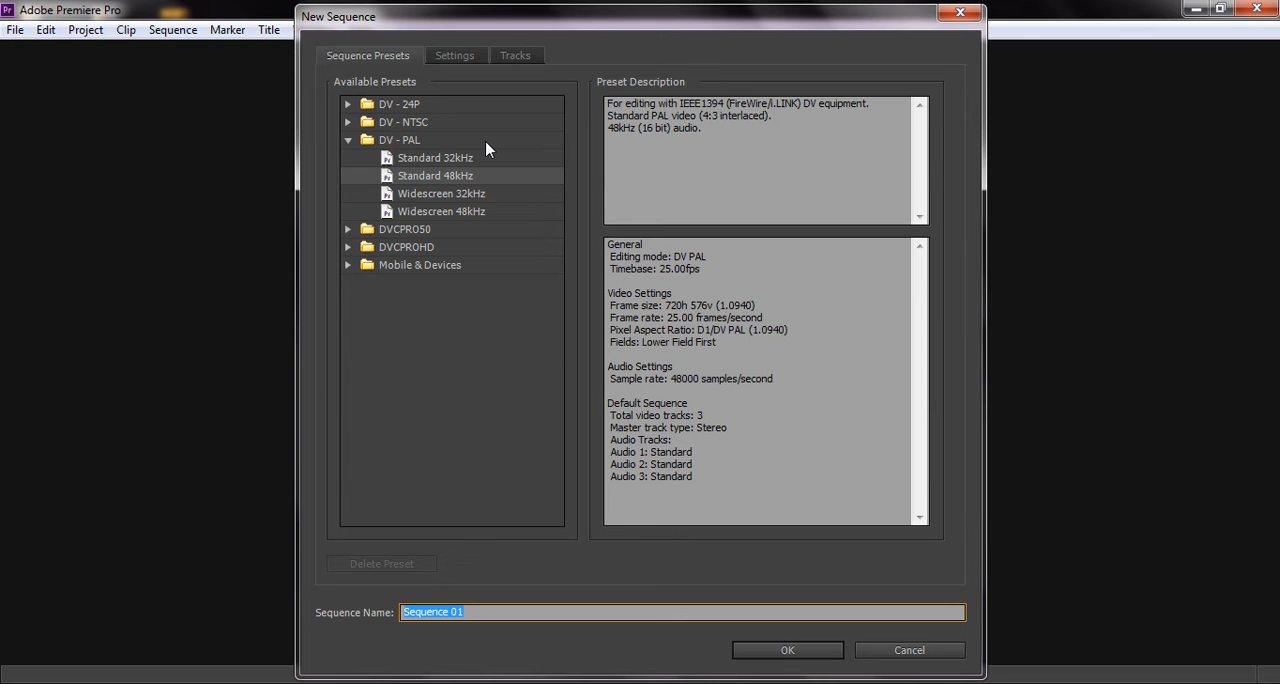 Pr Adobe Premiere Pro
File Edit Project Clip Sequence Marker Title
New Sequence
Sequence Presets Settings Tracks
Available Presets
DV - 24P
DV - NTSC
DV - PAL
Standard 32kHz
Standard 48kHz
Widescreen 32kHz
Widescreen 48kHz
DVCPRO50
DVCPROHD
Mobile & Devices
Delete Preset
Preset Description
For editing with IEEE1394 (FireWire/i.LINK) DV equipment.
Standard PAL video (4:3 interlaced).
48kHz (16 bit) audio.
General
Editing mode: DV PAL
Timebase: 25.00fps
Video Settings
Frame size: 720h 576v (1.0940)
Frame rate: 25.00 frames/second
Pixel Aspect Ratio: D1/DV PAL (1.0940)
Fields: Lower Field First
Audio Settings
Sample rate: 48000 samples/second
Default Sequence
Total video tracks: 3
Master track type: Stereo
Audio Tracks:
Audio 1: Standard
Audio 2: Standard
Audio 3: Standard
Sequence Name: Sequence 01
OK Cancel